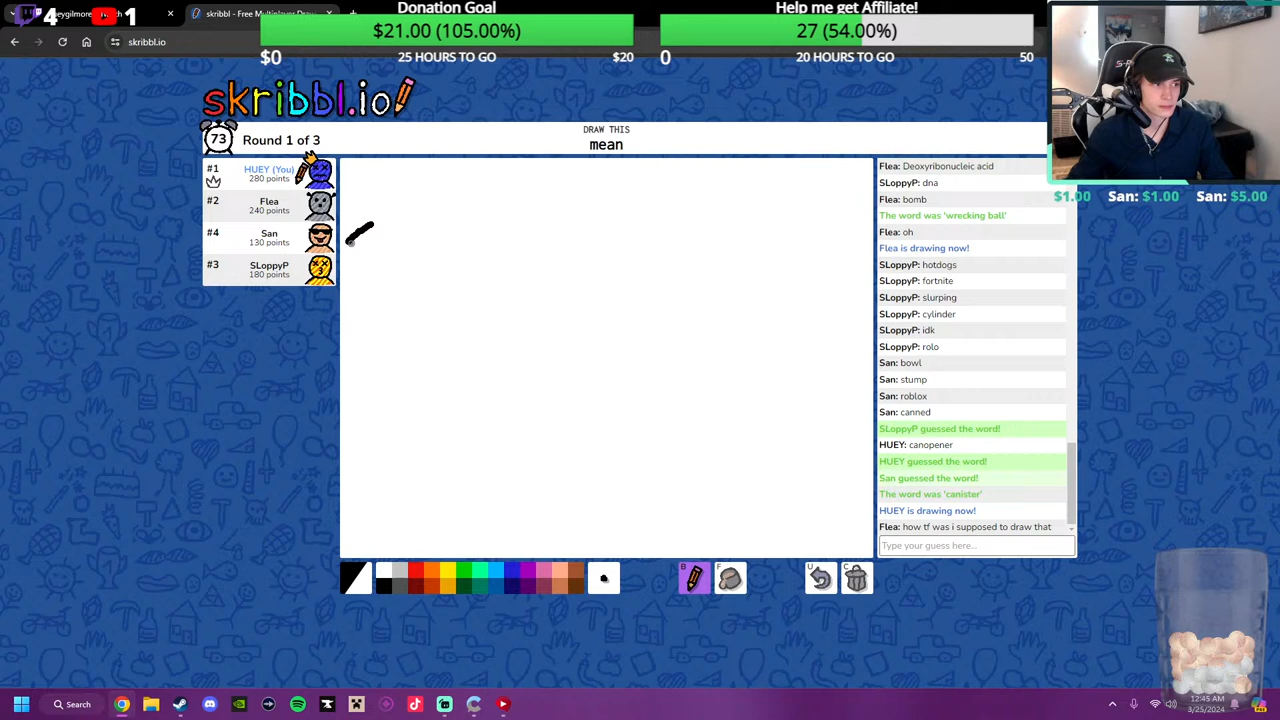 4
1
skribbl - Free Multiplayer Draw
skribbl.io
Donation Goal
$21.00 (105.00%)
$0
25 HOURS TO GO
$20
Help me get Affiliate!
27 (54.00%)
0
20 HOURS TO GO
50
skribbl.io
73
Round 1 of 3
DRAW THIS
mean
#1
HUEY (You)
280 points
#2
Flea
240 points
#4
San
130 points
#3
SLoppyP
180 points
Flea: Deoxyribonucleic acid
SLoppyP: dna
Flea: bomb
The word was 'wrecking ball'
Flea: oh
Flea is drawing now!
SLoppyP: hotdogs
SLoppyP: fortnite
SLoppyP: slurping
SLoppyP: cylinder
SLoppyP: idk
SLoppyP: rolo
San: bowl
San: stump
San: roblox
San: canned
SLoppyP guessed the word!
HUEY: canopener
HUEY guessed the word!
San guessed the word!
The word was 'canister'
HUEY is drawing now!
Flea: how tf was i supposed to draw that
Type your guess here...
$1.00 San: $1.00 San: $5.00
B
F
U
C
Search
12:45 AM
3/25/2024